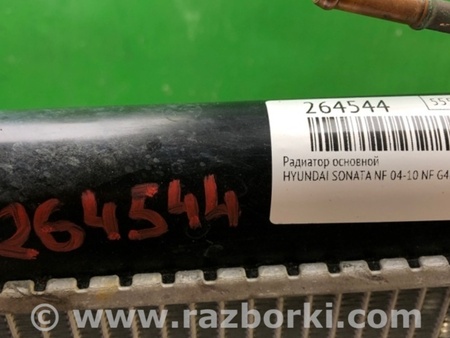 264544
Радиатор основной
HYUNDAI SONATA NF 04-10 NF G4
264544
www.razborki.com